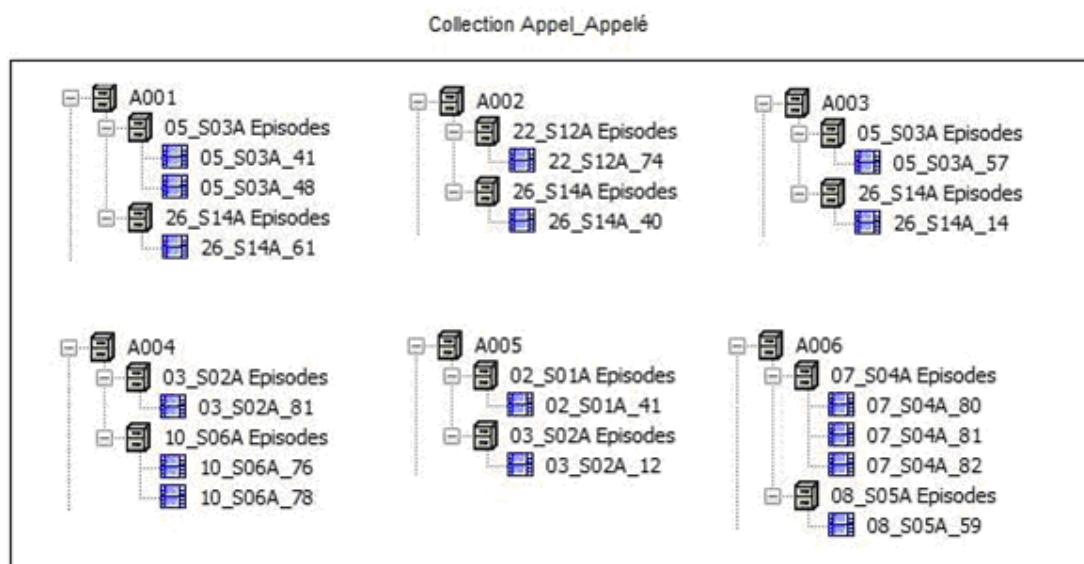 Collection Appel_Appelé
A001
05_S03A Episodes
05_S03A_41
05_S03A_48
26_S14A Episodes
26_S14A_61
A002
22_S12A Episodes
22_S12A_74
26_S14A Episodes
26_S14A_40
A003
05_S03A Episodes
05_S03A_57
26_S14A Episodes
26_S14A_14
A004
03_S02A Episodes
03_S02A_81
10_S06A Episodes
10_S06A_76
10_S06A_78
A005
02_S01A Episodes
02_S01A_41
03_S02A Episodes
03_S02A_12
A006
07_S04A Episodes
07_S04A_80
07_S04A_81
07_S04A_82
08_S05A Episodes
08_S05A_59